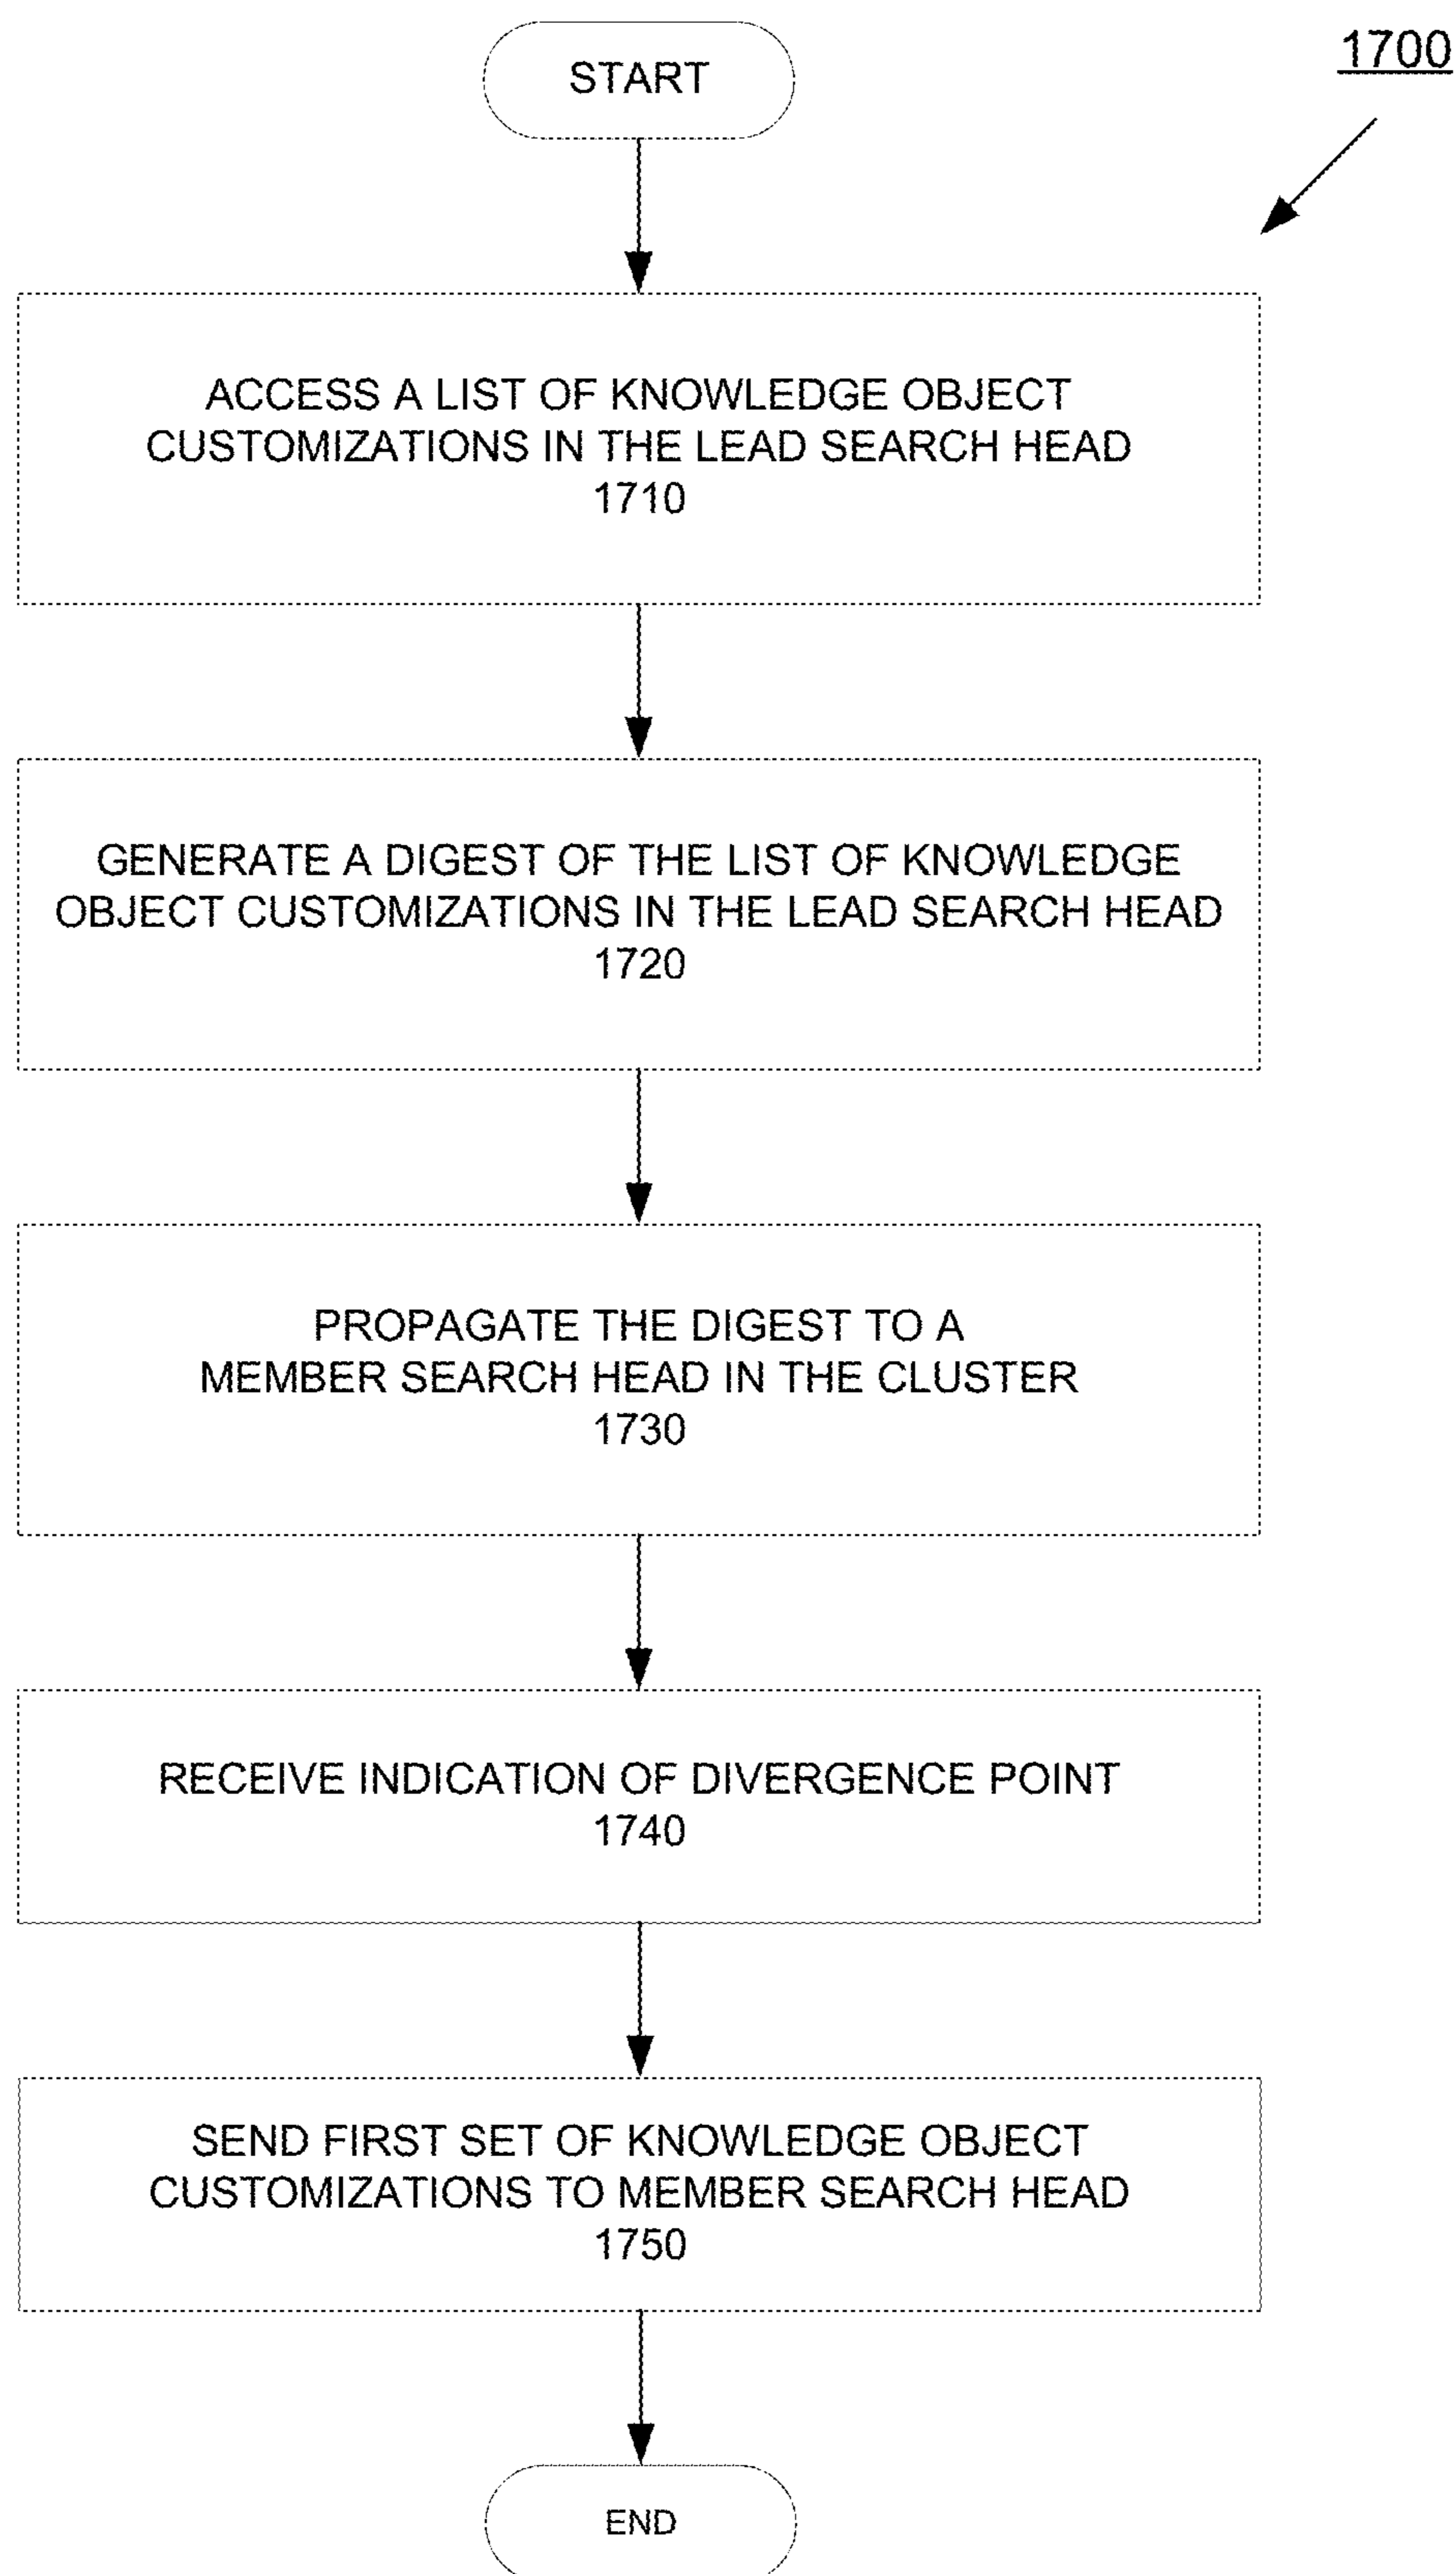 1700
START
ACCESS A LIST OF KNOWLEDGE OBJECT
CUSTOMIZATIONS IN THE LEAD SEARCH HEAD
1710
GENERATE A DIGEST OF THE LIST OF KNOWLEDGE
OBJECT CUSTOMIZATIONS IN THE LEAD SEARCH HEAD
1720
PROPAGATE THE DIGEST TO A
MEMBER SEARCH HEAD IN THE CLUSTER
1730
RECEIVE INDICATION OF DIVERGENCE POINT
1740
SEND FIRST SET OF KNOWLEDGE OBJECT
CUSTOMIZATIONS TO MEMBER SEARCH HEAD
1750
END